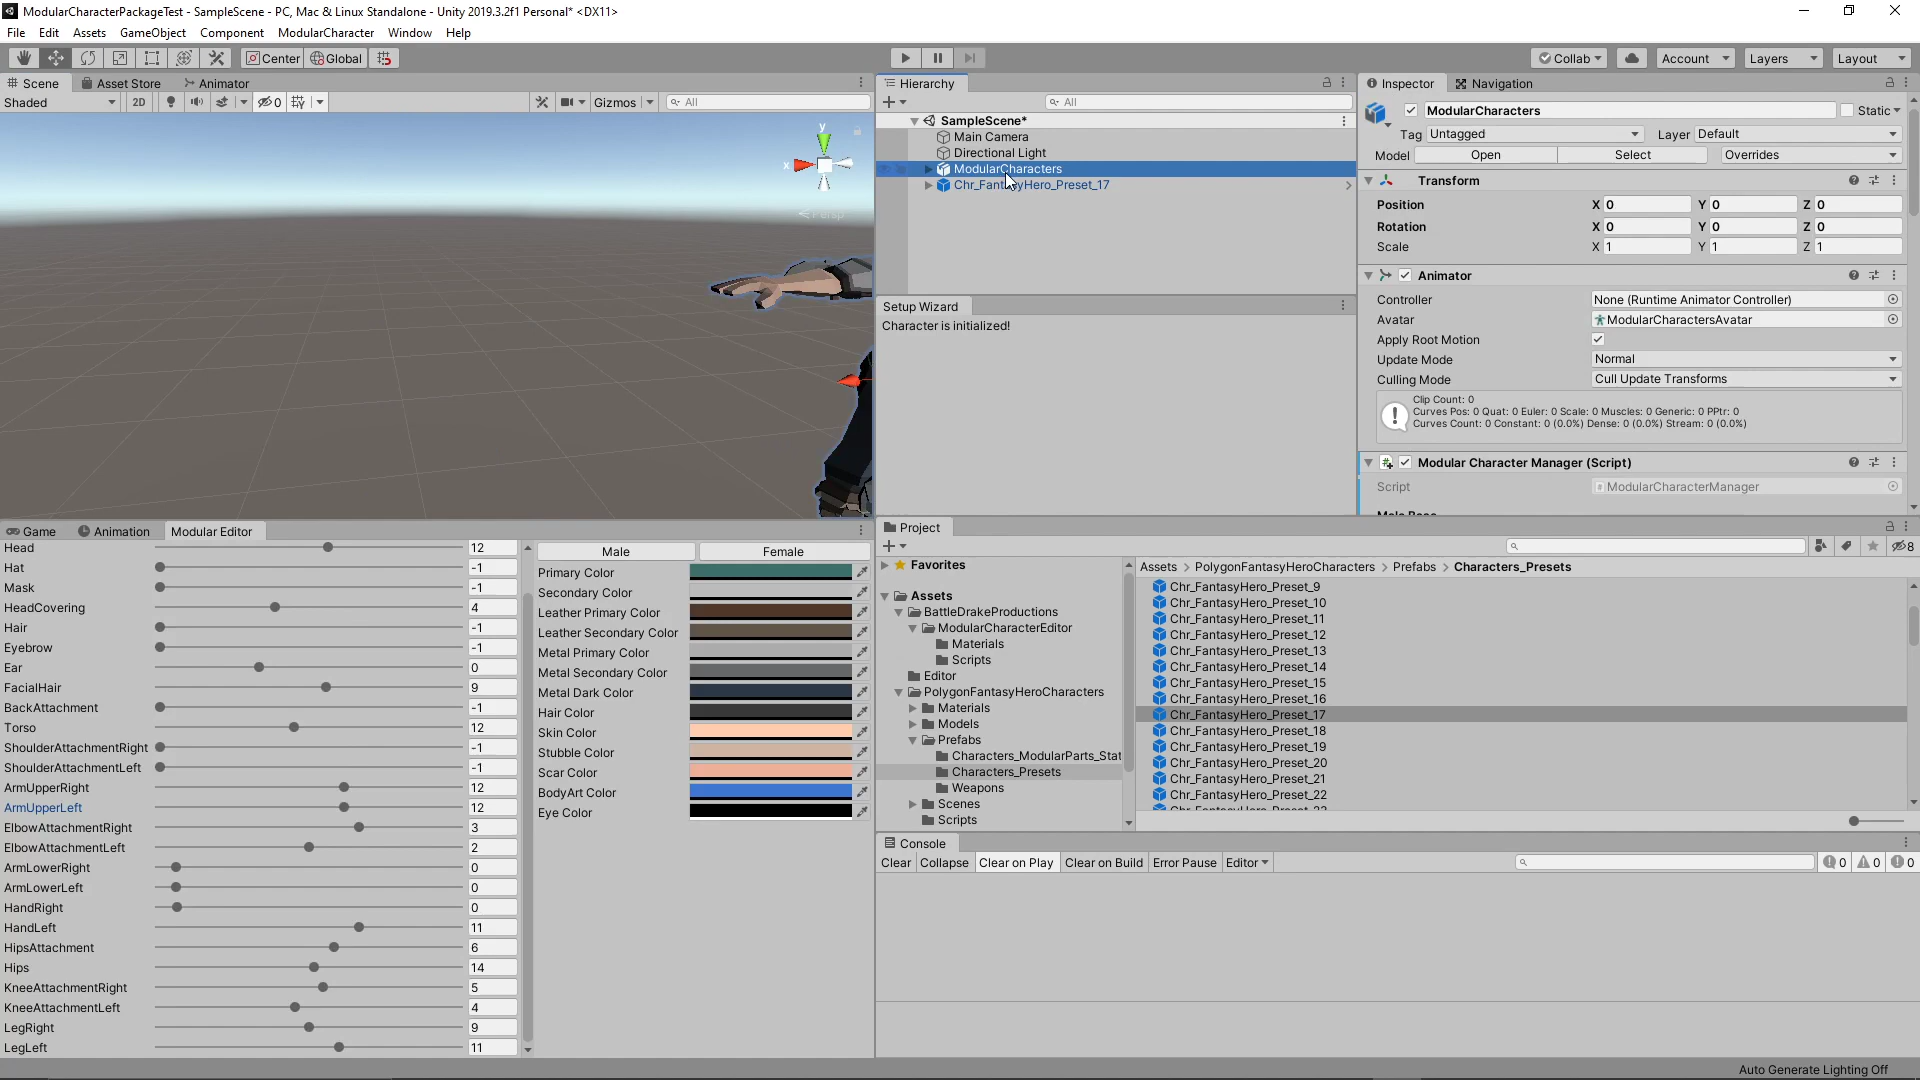 ModularCharacterPackageTest - SampleScene - PC, Mac & Linux Standalone - Unity 2019.3.2f1 Personal* <DX11>
File Edit Assets GameObject Component ModularCharacter Window Help
Center Global Collab Account Layers Layout
Scene Asset Store Animator
Shaded 2D 0 Gizmos All
y
x
Persp
Hierarchy
All
SampleScene*
Main Camera
Directional Light
ModularCharacters
Chr_FantasyHero_Preset_17
Setup Wizard
Character is initialized!
Inspector Navigation
ModularCharacters Static
Tag Untagged Layer Default
Model Open Select Overrides
Transform
Position X 0 Y 0 Z 0
Rotation X 0 Y 0 Z 0
Scale X 1 Y 1 Z 1
Animator
Controller None (Runtime Animator Controller)
Avatar ModularCharactersAvatar
Apply Root Motion
Update Mode Normal
Culling Mode Cull Update Transforms
Clip Count: 0
Curves Pos: 0 Quat: 0 Euler: 0 Scale: 0 Muscles: 0 Generic: 0 PPtr: 0
Curves Count: 0 Constant: 0 (0.0%) Dense: 0 (0.0%) Stream: 0 (0.0%)
Modular Character Manager (Script)
Script ModularCharacterManager
Male Base
Game Animation Modular Editor
Head 12
Hat -1
Mask -1
HeadCovering 4
Hair -1
Eyebrow -1
Ear 0
FacialHair 9
BackAttachment -1
Torso 12
ShoulderAttachmentRight -1
ShoulderAttachmentLeft -1
ArmUpperRight 12
ArmUpperLeft 12
ElbowAttachmentRight 3
ElbowAttachmentLeft 2
ArmLowerRight 0
ArmLowerLeft 0
HandRight 0
HandLeft 11
HipsAttachment 6
Hips 14
KneeAttachmentRight 5
KneeAttachmentLeft 4
LegRight 9
LegLeft 11
Male Female
Primary Color
Secondary Color
Leather Primary Color
Leather Secondary Color
Metal Primary Color
Metal Secondary Color
Metal Dark Color
Hair Color
Skin Color
Stubble Color
Scar Color
BodyArt Color
Eye Color
Project
8
Favorites
Assets
BattleDrakeProductions
ModularCharacterEditor
Materials
Scripts
Editor
PolygonFantasyHeroCharacters
Materials
Models
Prefabs
Characters_ModularParts_Stat
Characters_Presets
Weapons
Scenes
Scripts
Assets > PolygonFantasyHeroCharacters > Prefabs > Characters_Presets
Chr_FantasyHero_Preset_9
Chr_FantasyHero_Preset_10
Chr_FantasyHero_Preset_11
Chr_FantasyHero_Preset_12
Chr_FantasyHero_Preset_13
Chr_FantasyHero_Preset_14
Chr_FantasyHero_Preset_15
Chr_FantasyHero_Preset_16
Chr_FantasyHero_Preset_17
Chr_FantasyHero_Preset_18
Chr_FantasyHero_Preset_19
Chr_FantasyHero_Preset_20
Chr_FantasyHero_Preset_21
Chr_FantasyHero_Preset_22
Chr_FantasyHero_Preset_23
Console
Clear Collapse Clear on Play Clear on Build Error Pause Editor 0 0 0
Auto Generate Lighting Off